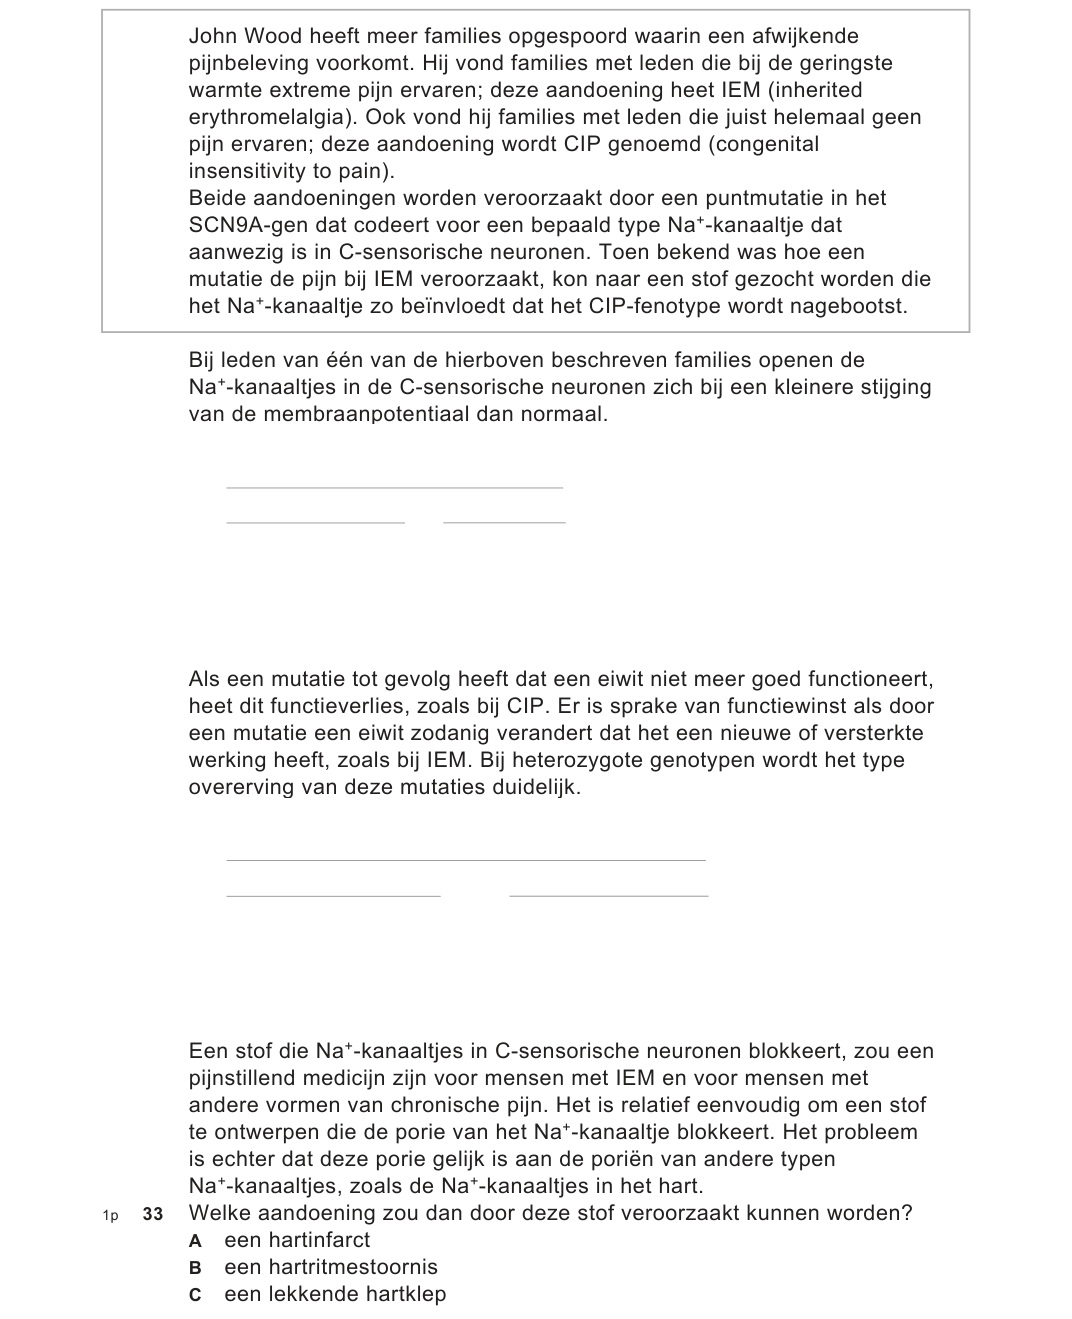 John Wood heeft meer families opgespoord waarin een afwijkende
pijnbeleving voorkomt. Hij vond families met leden die bij de geringste
warmte extreme pijn ervaren; deze aandoening heet IEM (inherited
erythromelalgia). Ook vond hij families met leden die juist helemaal geen
pijn ervaren; deze aandoening wordt CIP genoemd (congenital
insensitivity to pain).
Beide aandoeningen worden veroorzaakt door een puntmutatie in het
SCN9A-gen dat codeert voor een bepaald type Na⁺-kanaaltje dat
aanwezig is in C-sensorische neuronen. Toen bekend was hoe een
mutatie de pijn bij IEM veroorzaakt, kon naar een stof gezocht worden die
het Na⁺-kanaaltje zo beïnvloedt dat het CIP-fenotype wordt nagebootst.
Bij leden van één van de hierboven beschreven families openen de
Na⁺-kanaaltjes in de C-sensorische neuronen zich bij een kleinere stijging
van de membraanpotentiaal dan normaal.
Als een mutatie tot gevolg heeft dat een eiwit niet meer goed functioneert,
heet dit functieverlies, zoals bij CIP. Er is sprake van functiewinst als door
een mutatie een eiwit zodanig verandert dat het een nieuwe of versterkte
werking heeft, zoals bij IEM. Bij heterozygote genotypen wordt het type
overerving van deze mutaties duidelijk.
Een stof die Na⁺-kanaaltjes in C-sensorische neuronen blokkeert, zou een
pijnstillend medicijn zijn voor mensen met IEM en voor mensen met
andere vormen van chronische pijn. Het is relatief eenvoudig om een stof
te ontwerpen die de porie van het Na⁺-kanaaltje blokkeert. Het probleem
is echter dat deze porie gelijk is aan de poriën van andere typen
Na⁺-kanaaltjes, zoals de Na⁺-kanaaltjes in het hart.
1p 33 Welke aandoening zou dan door deze stof veroorzaakt kunnen worden?
A een hartinfarct
B een hartritmestoornis
C een lekkende hartklep